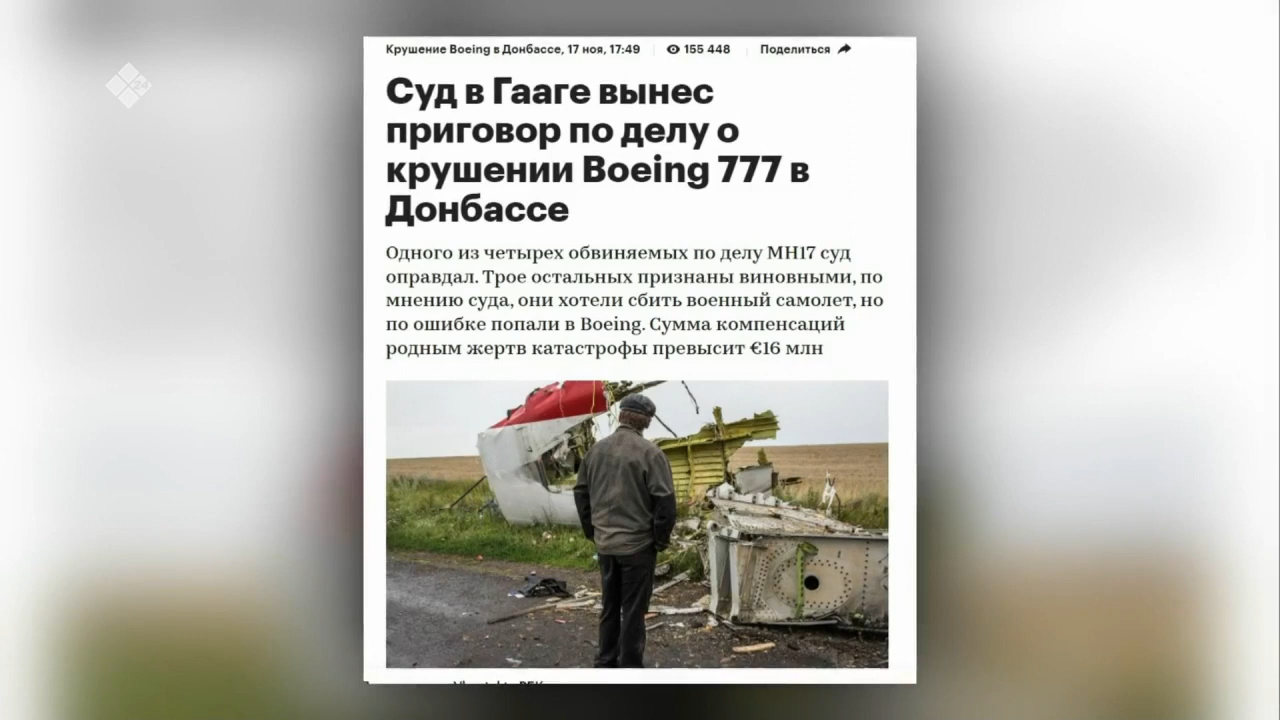 Крушение Boeing в Донбассе, 17 ноя, 17:49 155 448 Поделиться
24
Суд в Гааге вынес
приговор по делу о
крушении Boeing 777 в
Донбассе
Одного из четырех обвиняемых по делу MH17 суд
оправдал. Трое остальных признаны виновными, по
мнению суда, они хотели сбить военный самолет, но
по ошибке попали в Boeing. Сумма компенсаций
родным жертв катастрофы превысит €16 млн